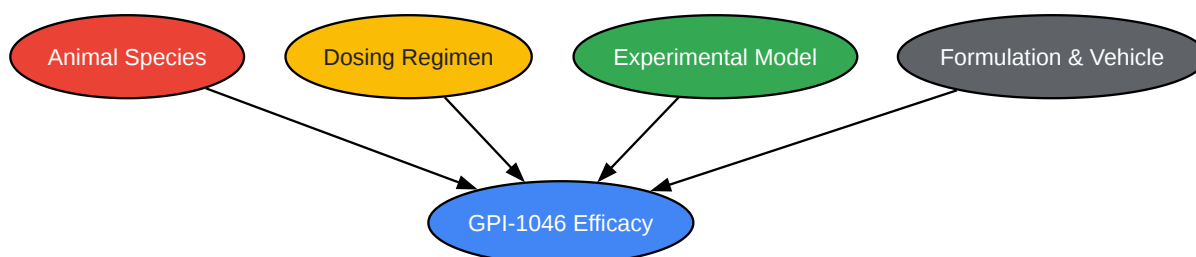 Animal Species
Dosing Regimen
Experimental Model
Formulation & Vehicle
GPI-1046 Efficacy